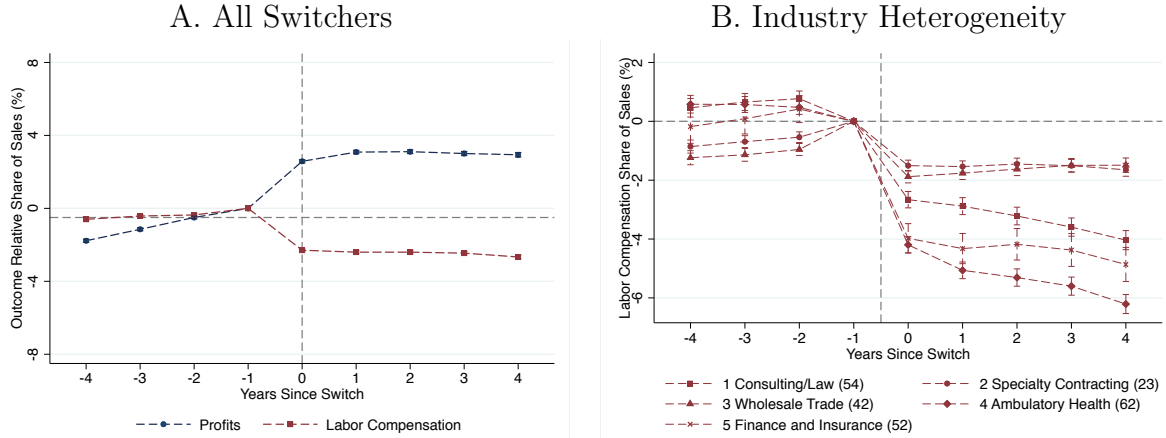 A. All Switchers
Outcome Relative Share of Sales (%)
8
4
0
-4
-8
-4 -3 -2 -1 0 1 2 3 4
Years Since Switch
Profits Labor Compensation
B. Industry Heterogeneity
Labor Compensation Share of Sales (%)
2
0
-2
-4
-6
-4 -3 -2 -1 0 1 2 3 4
Years Since Switch
1 Consulting/Law (54) 2 Specialty Contracting (23)
3 Wholesale Trade (42) 4 Ambulatory Health (62)
5 Finance and Insurance (52)